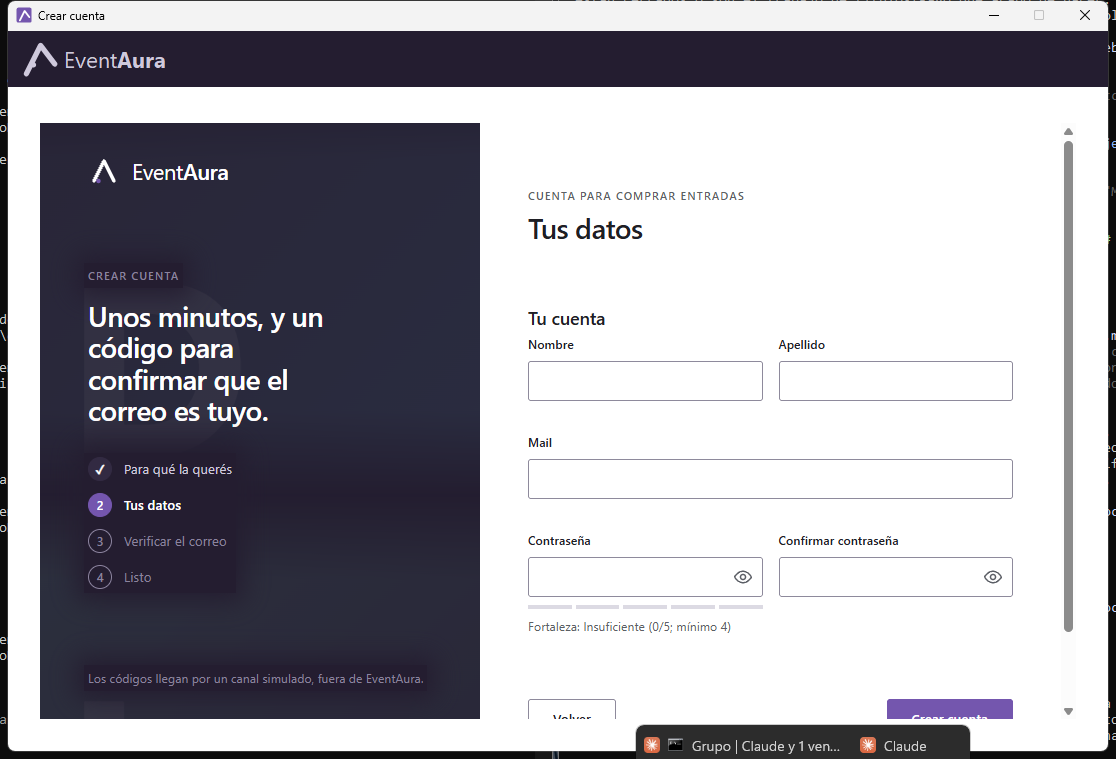 Crear cuenta
EventAura
EventAura
CREAR CUENTA
Unos minutos, y un
código para
confirmar que el
correo es tuyo.
Para qué la querés
2 Tus datos
3 Verificar el correo
4 Listo
Los códigos llegan por un canal simulado, fuera de EventAura.
CUENTA PARA COMPRAR ENTRADAS
Tus datos
Tu cuenta
Nombre Apellido
Mail
Contraseña Confirmar contraseña
Fortaleza: Insuficiente (0/5; mínimo 4)
Volver Crear cuenta
Grupo | Claude y 1 ven... Claude